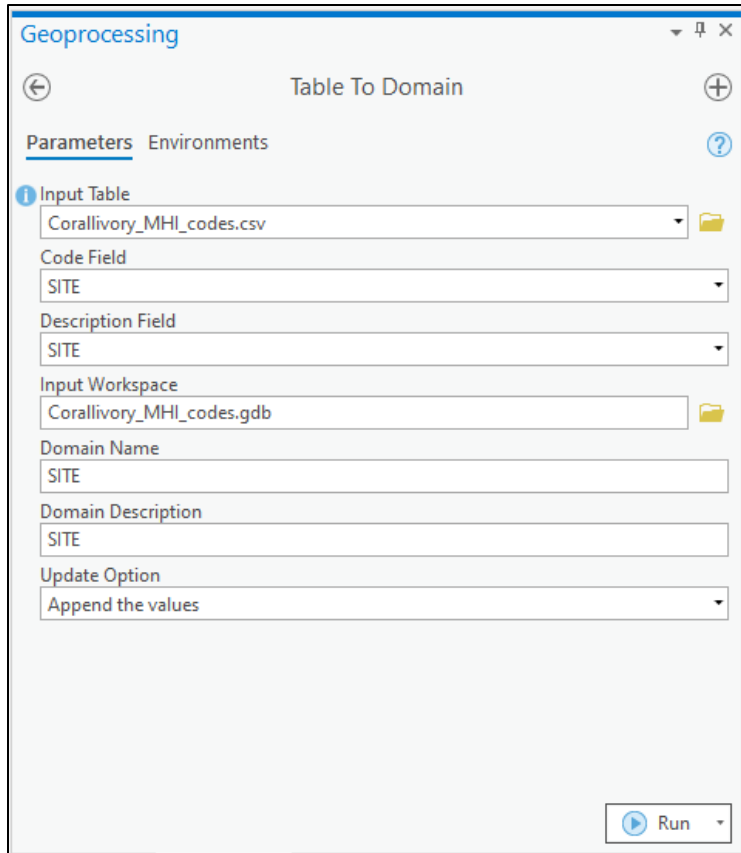 Geoprocessing
Table To Domain
Parameters Environments
Input Table
Corallivory_MHI_codes.csv
Code Field
SITE
Description Field
SITE
Input Workspace
Corallivory_MHI_codes.gdb
Domain Name
SITE
Domain Description
SITE
Update Option
Append the values
Run